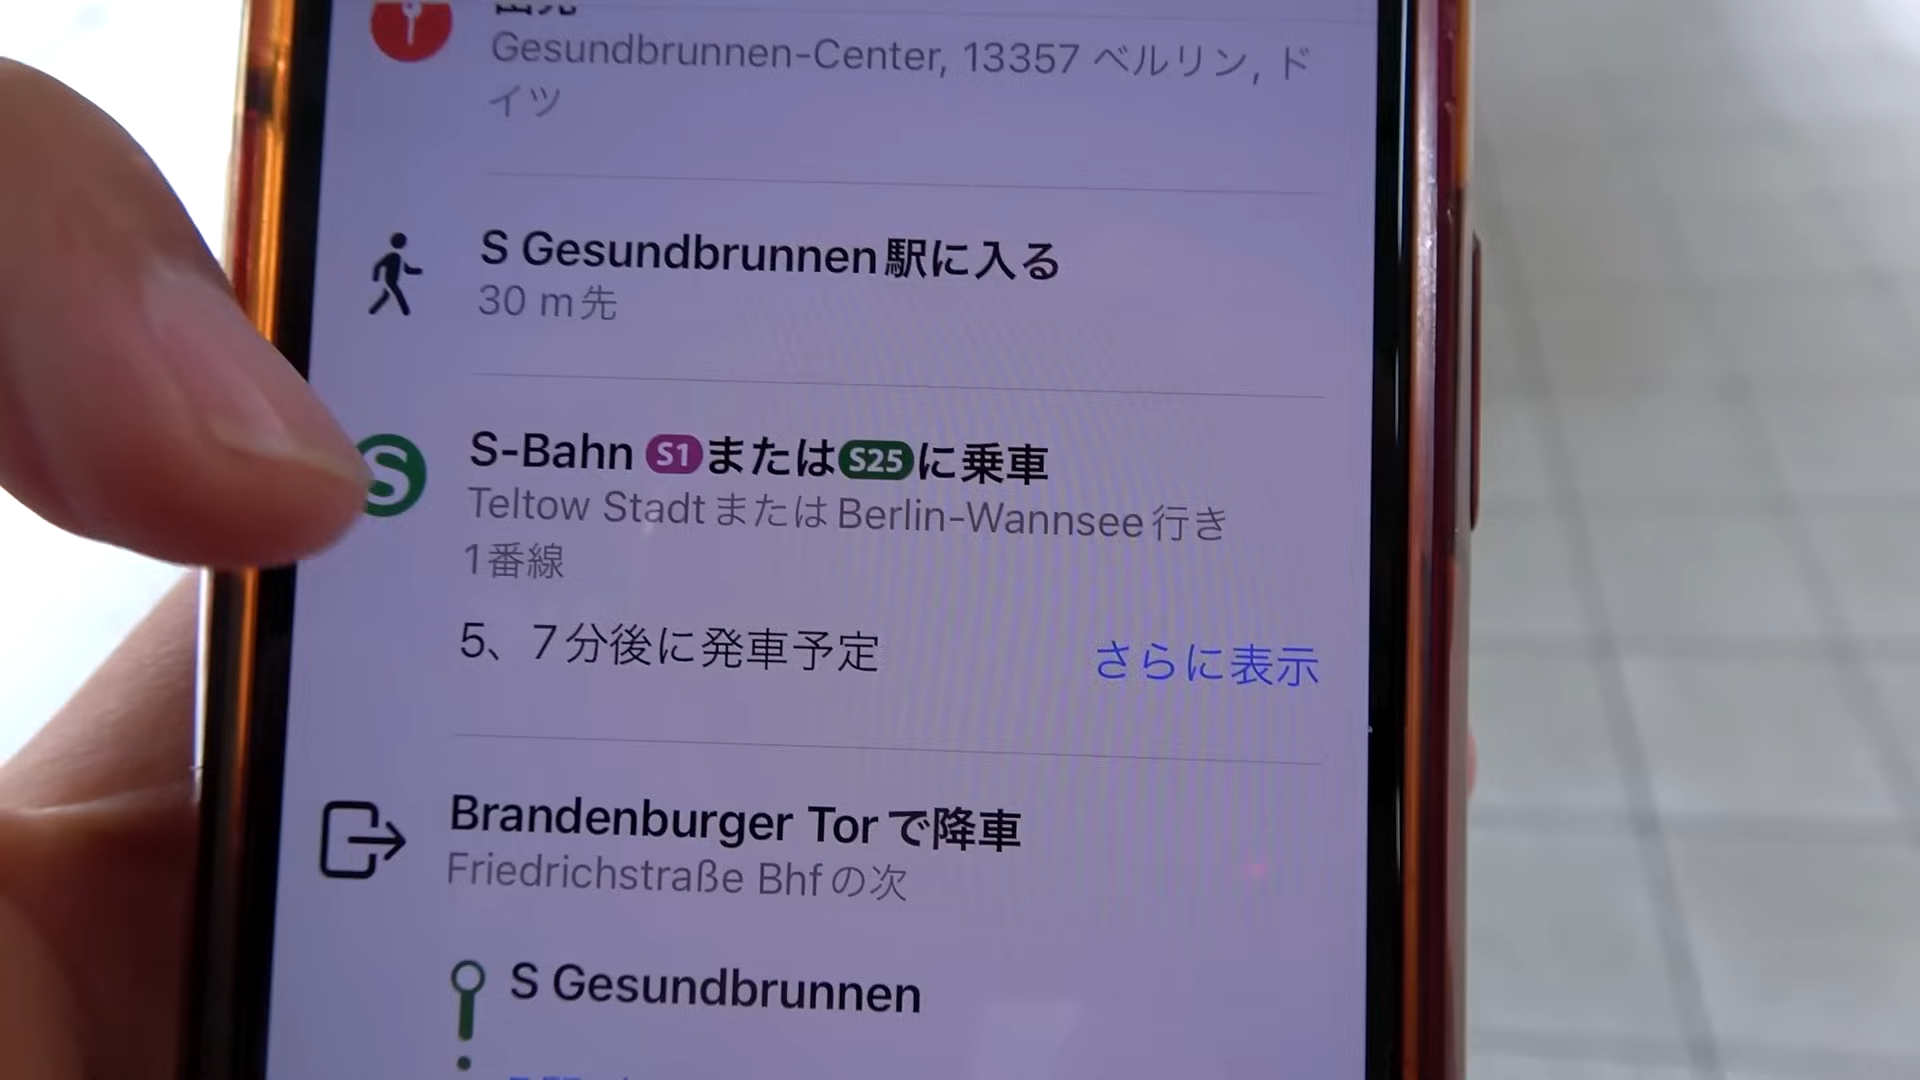 Gesundbrunnen-Center, 13357 ベルリン, ド
イツ
S Gesundbrunnen駅に入る
30 m先
S
S-Bahn S1またはS25に乗車
Teltow StadtまたはBerlin-Wannsee行き
1番線
5、7分後に発車予定
さらに表示
Brandenburger Torで降車
Friedrichstraße Bhfの次
S Gesundbrunnen